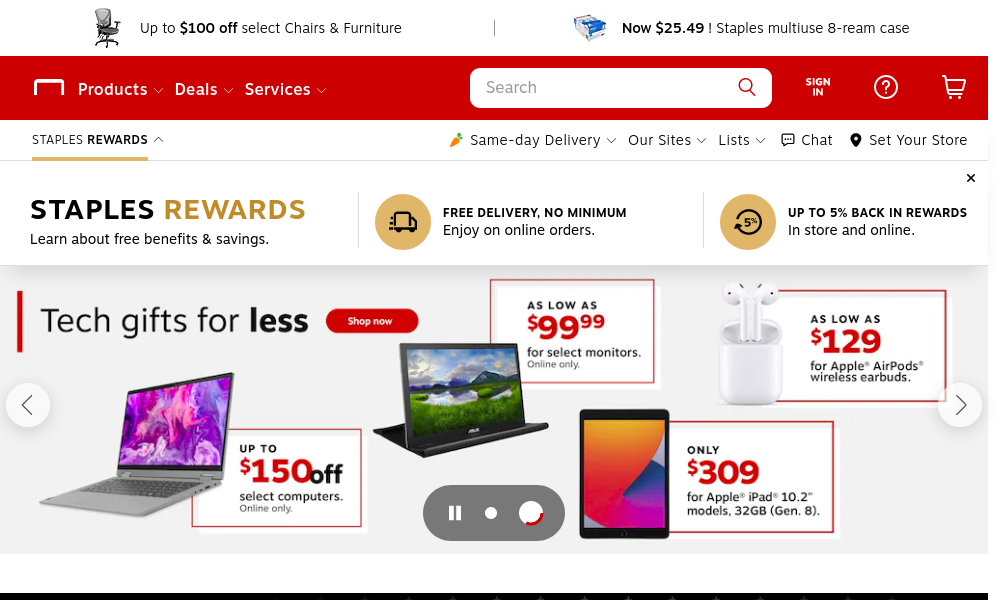 Up to $100 off select Chairs & Furniture
Now $25.49 ! Staples multiuse 8-ream case
Products
Deals
Services
Search
SIGN
IN
STAPLES REWARDS
Same-day Delivery
Our Sites
Lists
Chat
Set Your Store
STAPLES REWARDS
Learn about free benefits & savings.
FREE DELIVERY, NO MINIMUM
Enjoy on online orders.
5%
UP TO 5% BACK IN REWARDS
In store and online.
Tech gifts for less
Shop now
AS LOW AS
$9999
for select monitors.
Online only.
AS LOW AS
$129
for Apple® AirPods®
wireless earbuds.
UP TO
$150off
select computers.
Online only.
ASUS
ONLY
$309
for Apple® iPad® 10.2"
models, 32GB (Gen. 8).